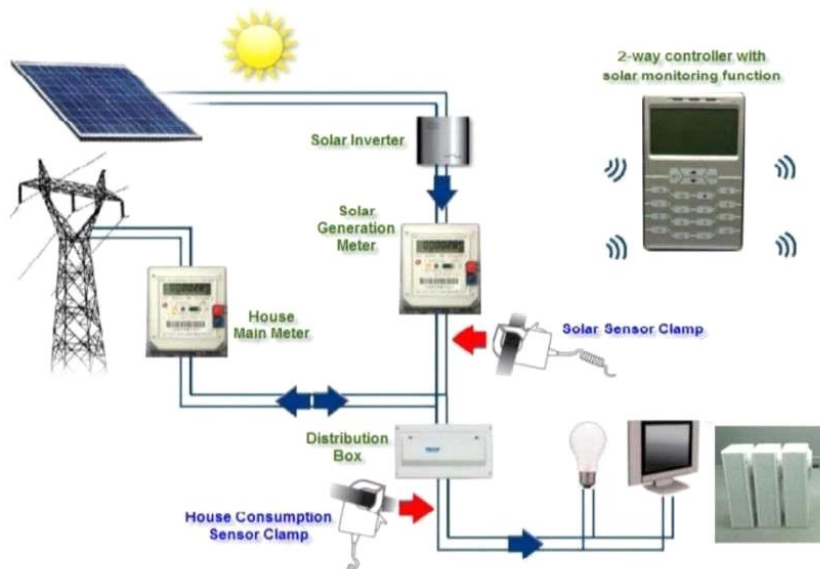 2-way controller with
solar monitoring function
Solar Inverter
Solar
Generation
Meter
House
Main Meter
Solar Sensor Clamp
Distribution
Box
House Consumption
Sensor Clamp